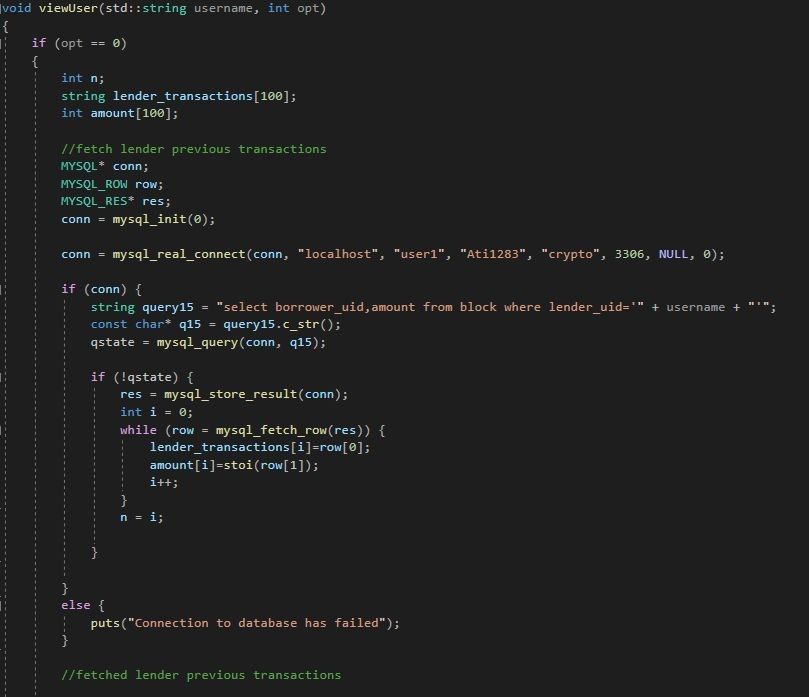 void viewUser(std::string username, int opt)
{
if (opt == 0)
{
int n;
string lender_transactions[100];
int amount[100];
//fetch lender previous transactions
MYSQL* conn;
MYSQL_ROW row;
MYSQL_RES* res;
conn = mysql_init(0);
conn = mysql_real_connect(conn, "localhost", "user1", "Ati1283", "crypto", 3306, NULL, 0);
if (conn) {
string query15 = "select borrower_uid,amount from block where lender_uid='" + username + "'";
const char* q15 = query15.c_str();
qstate = mysql_query(conn, q15);
if (!qstate) {
res = mysql_store_result(conn);
int i = 0;
while (row = mysql_fetch_row(res)) {
lender_transactions[i]=row[0];
amount[i]=stoi(row[1]);
i++;
}
n = i;
}
}
else {
puts("Connection to database has failed");
}
//fetched lender previous transactions